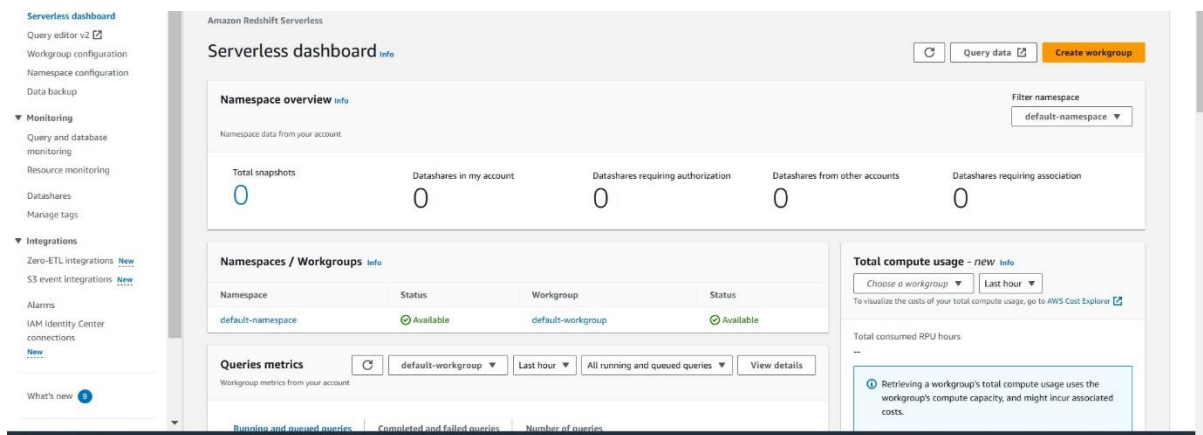 Serverless dashboard
Query editor v2
Workgroup configuration
Namespace configuration
Data backup
Monitoring
Query and database
monitoring
Resource monitoring
Datashares
Manage tags
Integrations
Zero-ETL integrations New
S3 event integrations New
Alarms
IAM Identity Center
connections
New
What's new 9
Amazon Redshift Serverless
Serverless dashboard Info
Query data
Create workgroup
Namespace overview Info
Namespace data from your account
Filter namespace
default-namespace
Total snapshots
0
Datashares in my account
0
Datashares requiring authorization
0
Datashares from other accounts
0
Datashares requiring association
0
Namespaces / Workgroups Info
Namespace Status Workgroup Status
default-namespace Available default-workgroup Available
Queries metrics
default-workgroup
Last hour
All running and queued queries
View details
Workgroup metrics from your account
Running and queued queries Completed and failed queries Number of queries
Total compute usage - new Info
Choose a workgroup
Last hour
To visualize the costs of your total compute usage, go to AWS Cost Explorer
Total consumed RPU hours
--
Retrieving a workgroup's total compute usage uses the
workgroup's compute capacity, and might incur associated
costs.